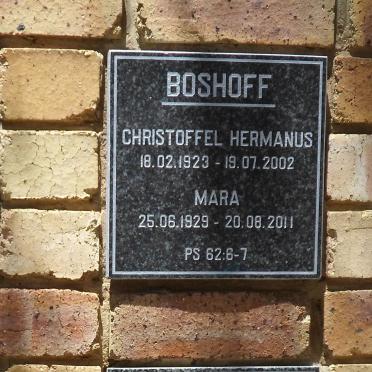 BOSHOFF
CHRISTOFFEL HERMANUS
18.02.1923 - 19.07.2002
MARA
25.06.1929 - 20.08.2011
PS 62:6-7